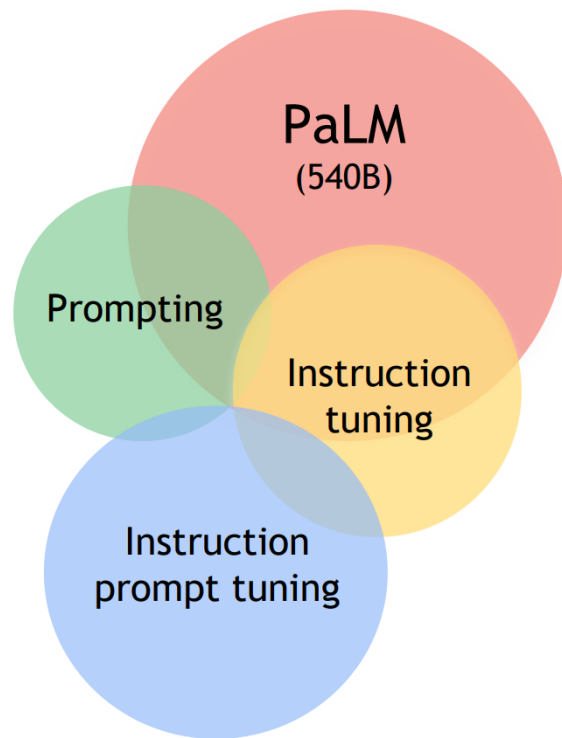 PaLM
(540B)
Prompting
Instruction
tuning
Instruction
prompt tuning